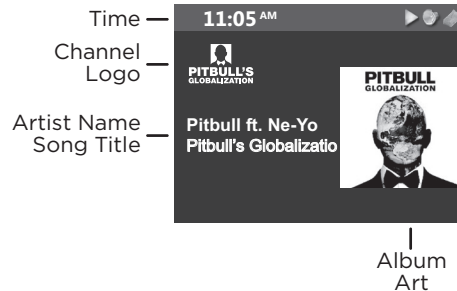 Time
11:05 AM
Channel
Logo
PITBULL'S
GLOBALIZATION
PITBULL
GLOBALIZATION
Artist Name
Song Title
Pitbull ft. Ne-Yo
Pitbull's Globalizatio
Album
Art